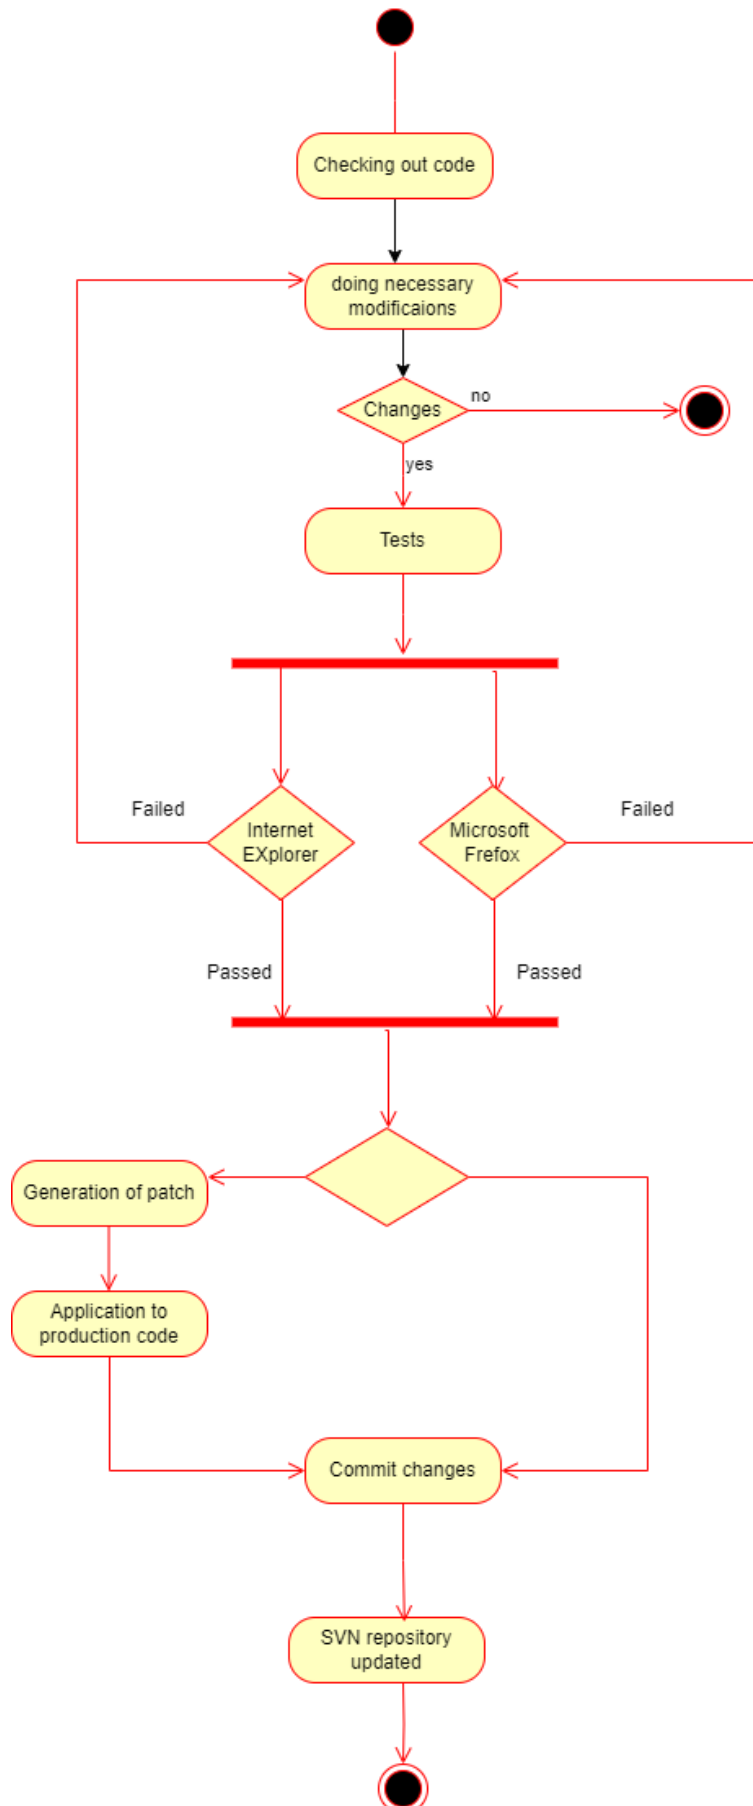 Checking out code
doing necessary
modificaions
Changes
no
yes
Tests
Failed
Internet
EXplorer
Microsoft
Frefox
Failed
Passed
Passed
Generation of patch
Application to
production code
Commit changes
SVN repository
updated